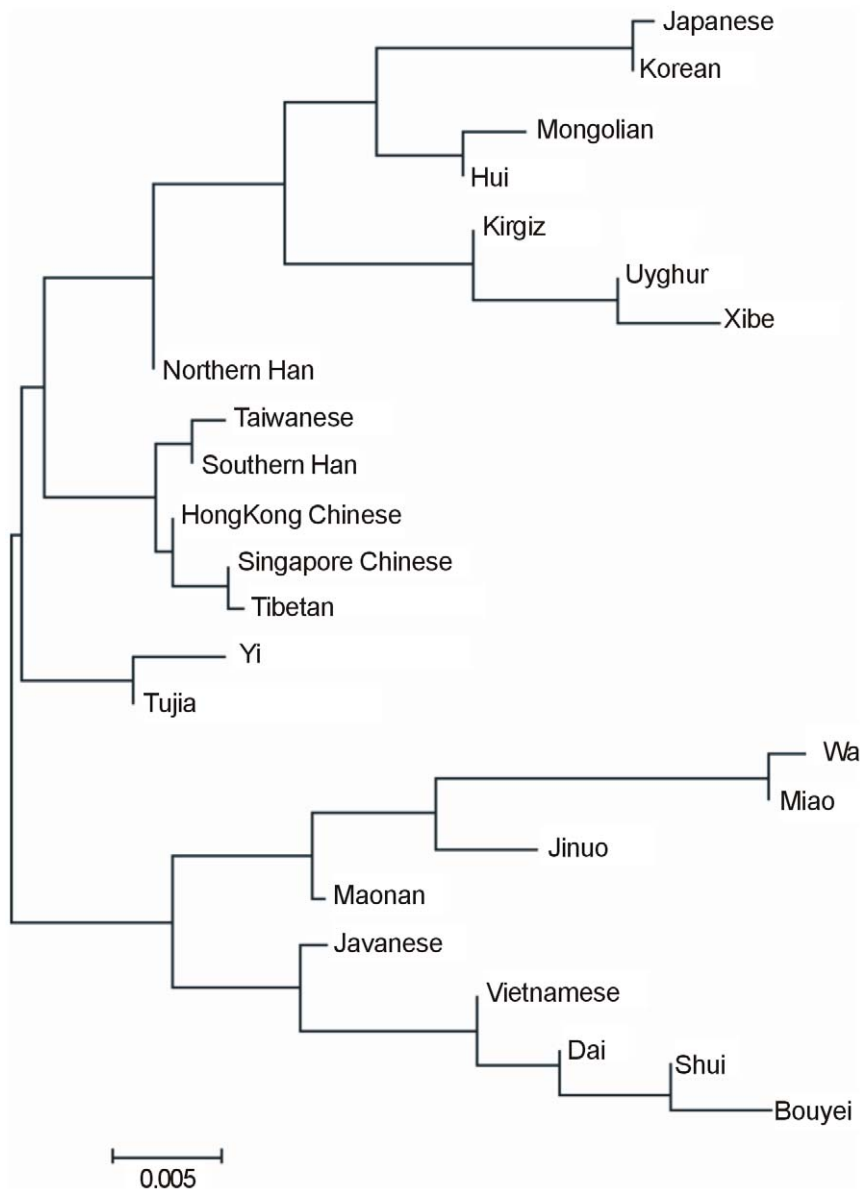 Japanese
Korean
Mongolian
Hui
Kirgiz
Uyghur
Xibe
Northern Han
Taiwanese
Southern Han
HongKong Chinese
Singapore Chinese
Tibetan
Yi
Tujia
Wa
Miao
Jinuo
Maonan
Javanese
Vietnamese
Dai
Shui
Bouyei
0.005